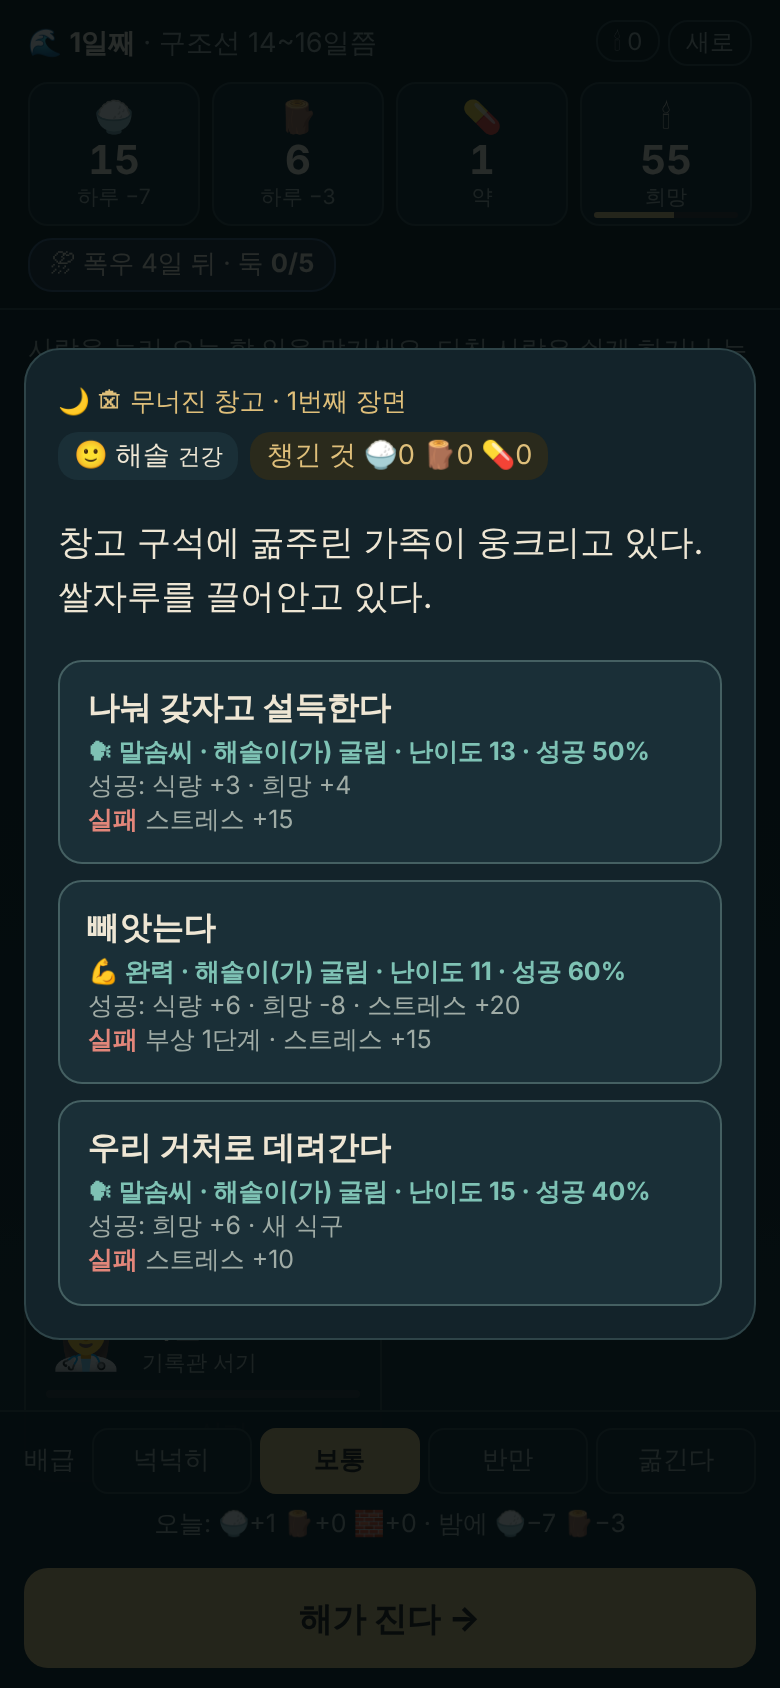 🌊 1일째 · 구조선 14~16일쯤
0
새로
15
하루 −7
6
하루 −3
1
약
55
희망
폭우 4일 뒤 · 둑 0/5
무너진 창고 · 1번째 장면
해솔 건강
챙긴 것 🍚0 🪵0 💊0
창고 구석에 굶주린 가족이 웅크리고 있다.
쌀자루를 끌어안고 있다.
나눠 갖자고 설득한다
말솜씨 · 해솔이(가) 굴림 · 난이도 13 · 성공 50%
성공: 식량 +3 · 희망 +4
실패 스트레스 +15
빼앗는다
완력 · 해솔이(가) 굴림 · 난이도 11 · 성공 60%
성공: 식량 +6 · 희망 -8 · 스트레스 +20
실패 부상 1단계 · 스트레스 +15
우리 거처로 데려간다
말솜씨 · 해솔이(가) 굴림 · 난이도 15 · 성공 40%
성공: 희망 +6 · 새 식구
실패 스트레스 +10
기록관 서기
배급
넉넉히
보통
반만
굶긴다
오늘: 🍚+1 🪵+0 🧱+0 · 밤에 🍚−7 🪵−3
해가 진다 →